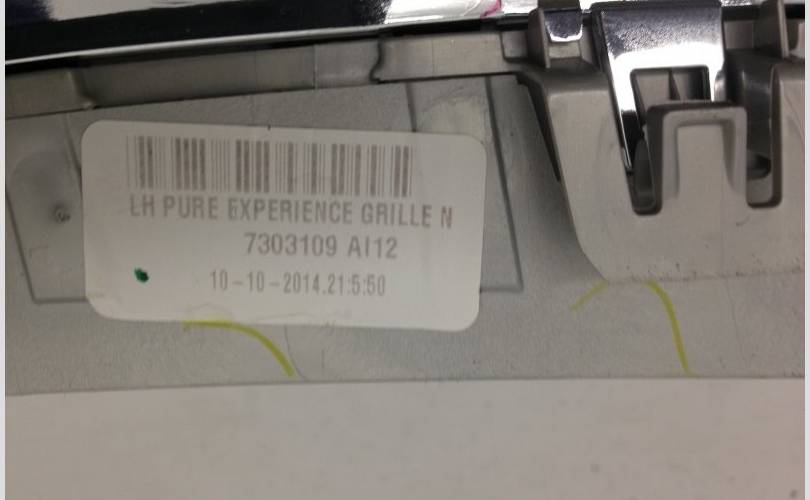 LH PURE EXPERIENCE GRILLE N
7303109 AI12
10-10-2014.21:5:50